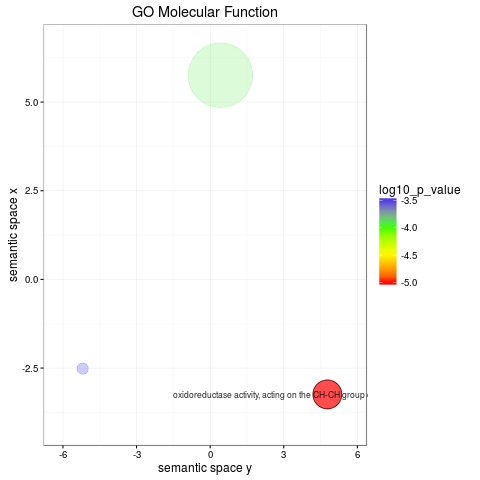 GO Molecular Function
semantic space x
5.0
2.5
0.0
-2.5
oxidoreductase activity, acting on the CH-CH group
-6
-3
0
3
6
semantic space y
log10_p_value
-3.5
-4.0
-4.5
-5.0